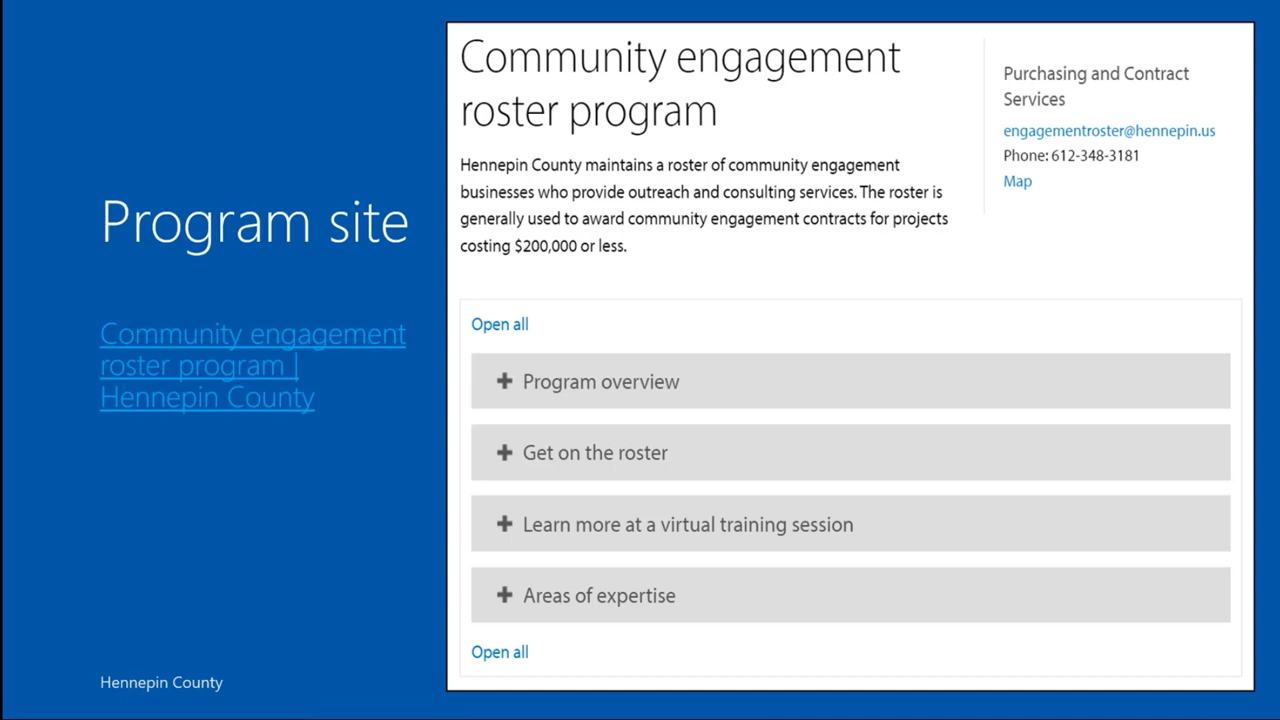 Program site
Community engagement
roster program |
Hennepin County
Hennepin County
Community engagement
roster program
Hennepin County maintains a roster of community engagement
businesses who provide outreach and consulting services. The roster is
generally used to award community engagement contracts for projects
costing $200,000 or less.
Purchasing and Contract
Services
engagementroster@hennepin.us
Phone: 612-348-3181
Map
Open all
+ Program overview
+ Get on the roster
+ Learn more at a virtual training session
+ Areas of expertise
Open all